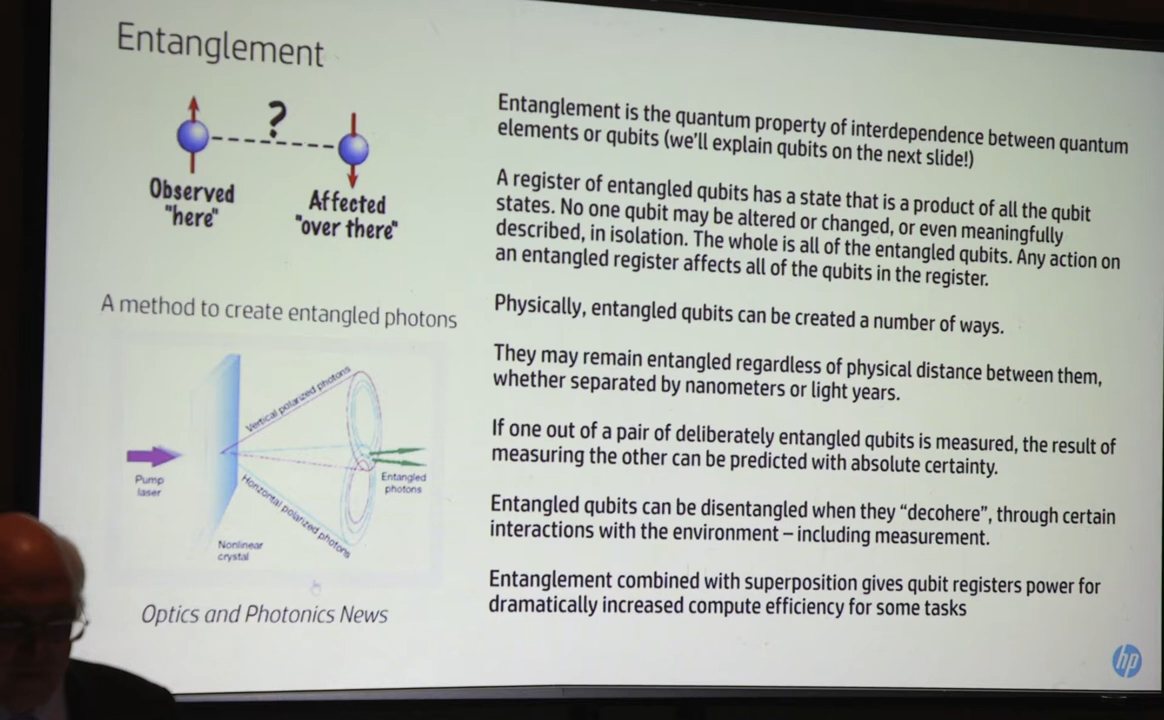 Entanglement
?
Observed
"here"
Affected
"over there"
A method to create entangled photons
Vertical polarized photons
Pump
laser
Entangled
photons
Horizontal polarized photons
Nonlinear
crystal
Optics and Photonics News
Entanglement is the quantum property of interdependence between quantum
elements or qubits (we'll explain qubits on the next slide!)
A register of entangled qubits has a state that is a product of all the qubit
states. No one qubit may be altered or changed, or even meaningfully
described, in isolation. The whole is all of the entangled qubits. Any action on
an entangled register affects all of the qubits in the register.
Physically, entangled qubits can be created a number of ways.
They may remain entangled regardless of physical distance between them,
whether separated by nanometers or light years.
If one out of a pair of deliberately entangled qubits is measured, the result of
measuring the other can be predicted with absolute certainty.
Entangled qubits can be disentangled when they “decohere”, through certain
interactions with the environment – including measurement.
Entanglement combined with superposition gives qubit registers power for
dramatically increased compute efficiency for some tasks
hp